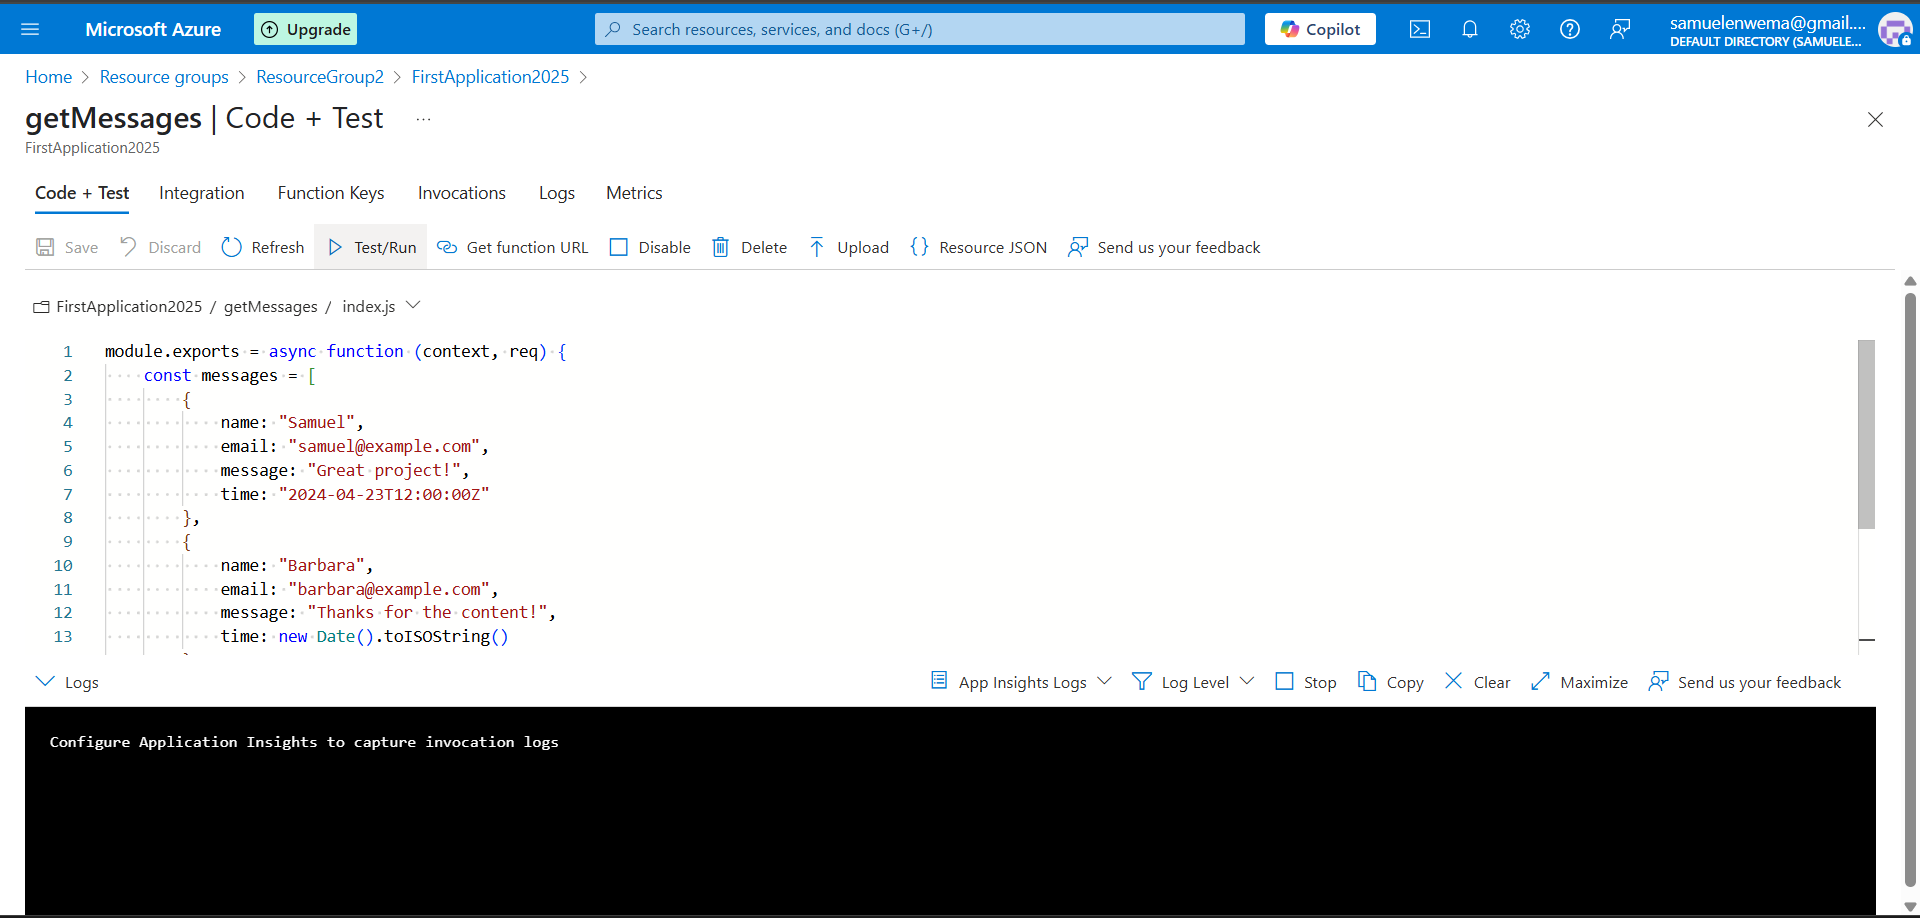 Microsoft Azure Upgrade Search resources, services, and docs (G+/) Copilot samuelenwema@gmail....
DEFAULT DIRECTORY (SAMUELE...
Home > Resource groups > ResourceGroup2 > FirstApplication2025 >
getMessages | Code + Test ...
FirstApplication2025
Code + Test Integration Function Keys Invocations Logs Metrics
Save Discard Refresh Test/Run Get function URL Disable Delete Upload Resource JSON Send us your feedback
FirstApplication2025 / getMessages / index.js
1 module.exports = async function (context, req) {
2 const messages = [
3 {
4 name: "Samuel",
5 email: "samuel@example.com",
6 message: "Great project!",
7 time: "2024-04-23T12:00:00Z"
8 },
9 {
10 name: "Barbara",
11 email: "barbara@example.com",
12 message: "Thanks for the content!",
13 time: new Date().toISOString()
Logs App Insights Logs Log Level Stop Copy Clear Maximize Send us your feedback
Configure Application Insights to capture invocation logs